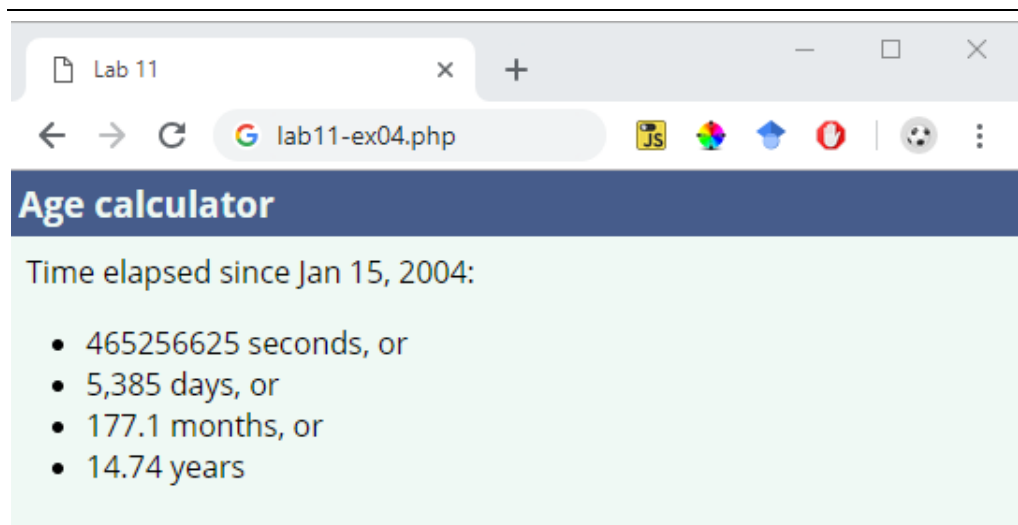 Lab 11
lab11-ex04.php
JS
Age calculator
Time elapsed since Jan 15, 2004:
465256625 seconds, or
5,385 days, or
177.1 months, or
14.74 years